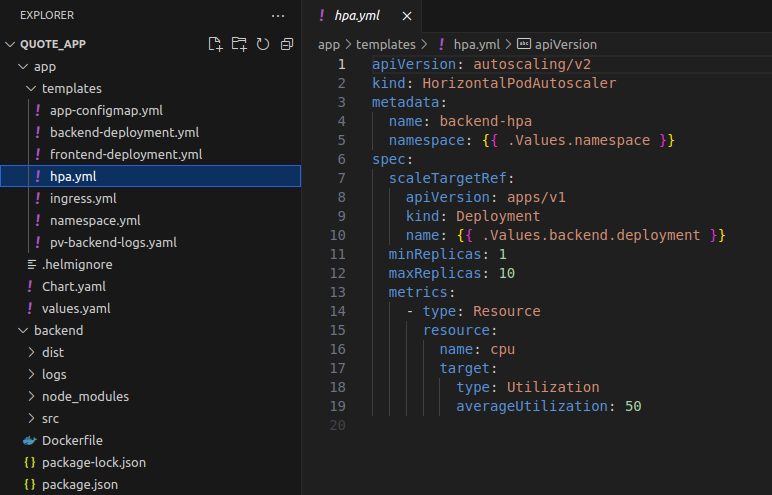 EXPLORER
QUOTE_APP
app
templates
app-configmap.yml
backend-deployment.yml
frontend-deployment.yml
hpa.yml
ingress.yml
namespace.yml
pv-backend-logs.yaml
.helmignore
Chart.yaml
values.yaml
backend
dist
logs
node_modules
src
Dockerfile
package-lock.json
package.json
! hpa.yml ×
app > templates > ! hpa.yml > abc apiVersion
1 apiVersion: autoscaling/v2
2 kind: HorizontalPodAutoscaler
3 metadata:
4   name: backend-hpa
5   namespace: {{ .Values.namespace }}
6 spec:
7   scaleTargetRef:
8     apiVersion: apps/v1
9     kind: Deployment
10     name: {{ .Values.backend.deployment }}
11   minReplicas: 1
12   maxReplicas: 10
13   metrics:
14     - type: Resource
15       resource:
16         name: cpu
17         target:
18           type: Utilization
19           averageUtilization: 50
20